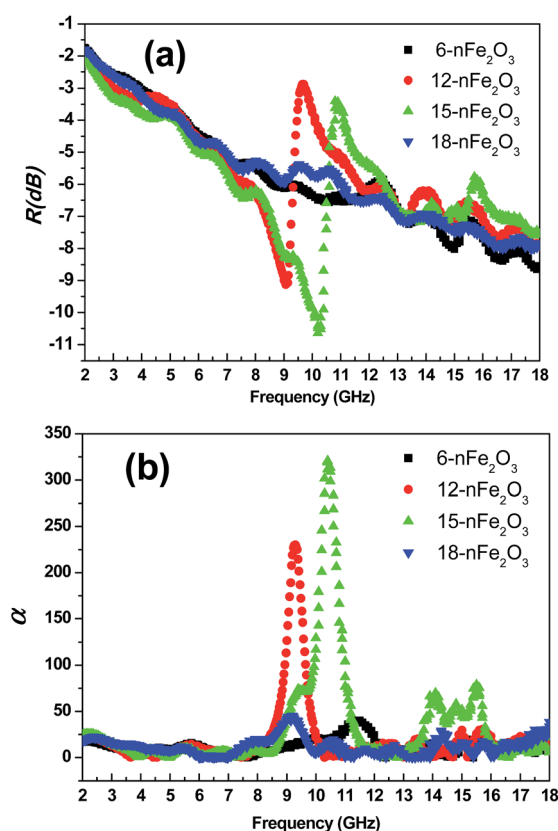 (a)
6-nFe₂O₃
12-nFe₂O₃
15-nFe₂O₃
18-nFe₂O₃
R(dB)
-1
-2
-3
-4
-5
-6
-7
-8
-9
-10
-11
2 3 4 5 6 7 8 9 10 11 12 13 14 15 16 17 18
Frequency (GHz)
(b)
6-nFe₂O₃
12-nFe₂O₃
15-nFe₂O₃
18-nFe₂O₃
α
350
300
250
200
150
100
50
0
2 3 4 5 6 7 8 9 10 11 12 13 14 15 16 17 18
Frequency (GHz)